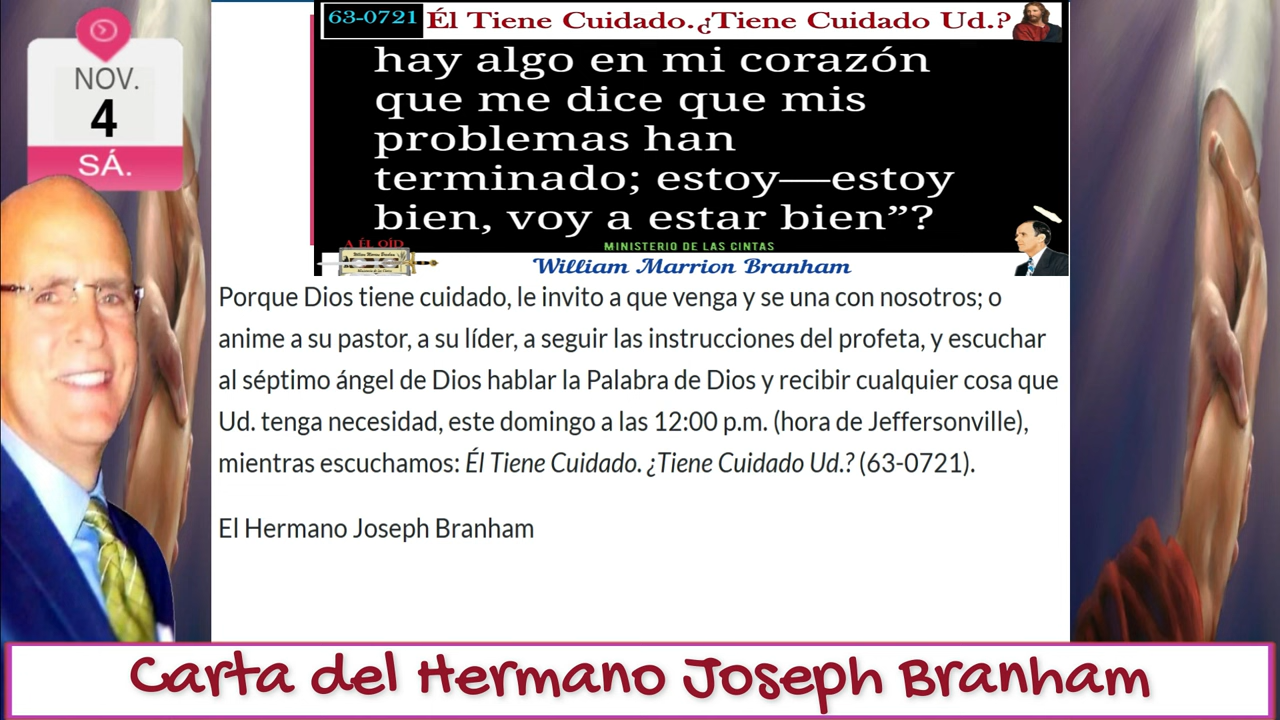 NOV.
4
SÁ.
63-0721 Él Tiene Cuidado.¿Tiene Cuidado Ud.?
hay algo en mi corazón
que me dice que mis
problemas han
terminado; estoy—estoy
bien, voy a estar bien”?
A ÉL OÍD
MINISTERIO DE LAS CINTAS
William Marrion Branham
Porque Dios tiene cuidado, le invito a que venga y se una con nosotros; o
anime a su pastor, a su líder, a seguir las instrucciones del profeta, y escuchar
al séptimo ángel de Dios hablar la Palabra de Dios y recibir cualquier cosa que
Ud. tenga necesidad, este domingo a las 12:00 p.m. (hora de Jeffersonville),
mientras escuchamos: Él Tiene Cuidado. ¿Tiene Cuidado Ud.? (63-0721).
El Hermano Joseph Branham
Carta del Hermano Joseph Branham